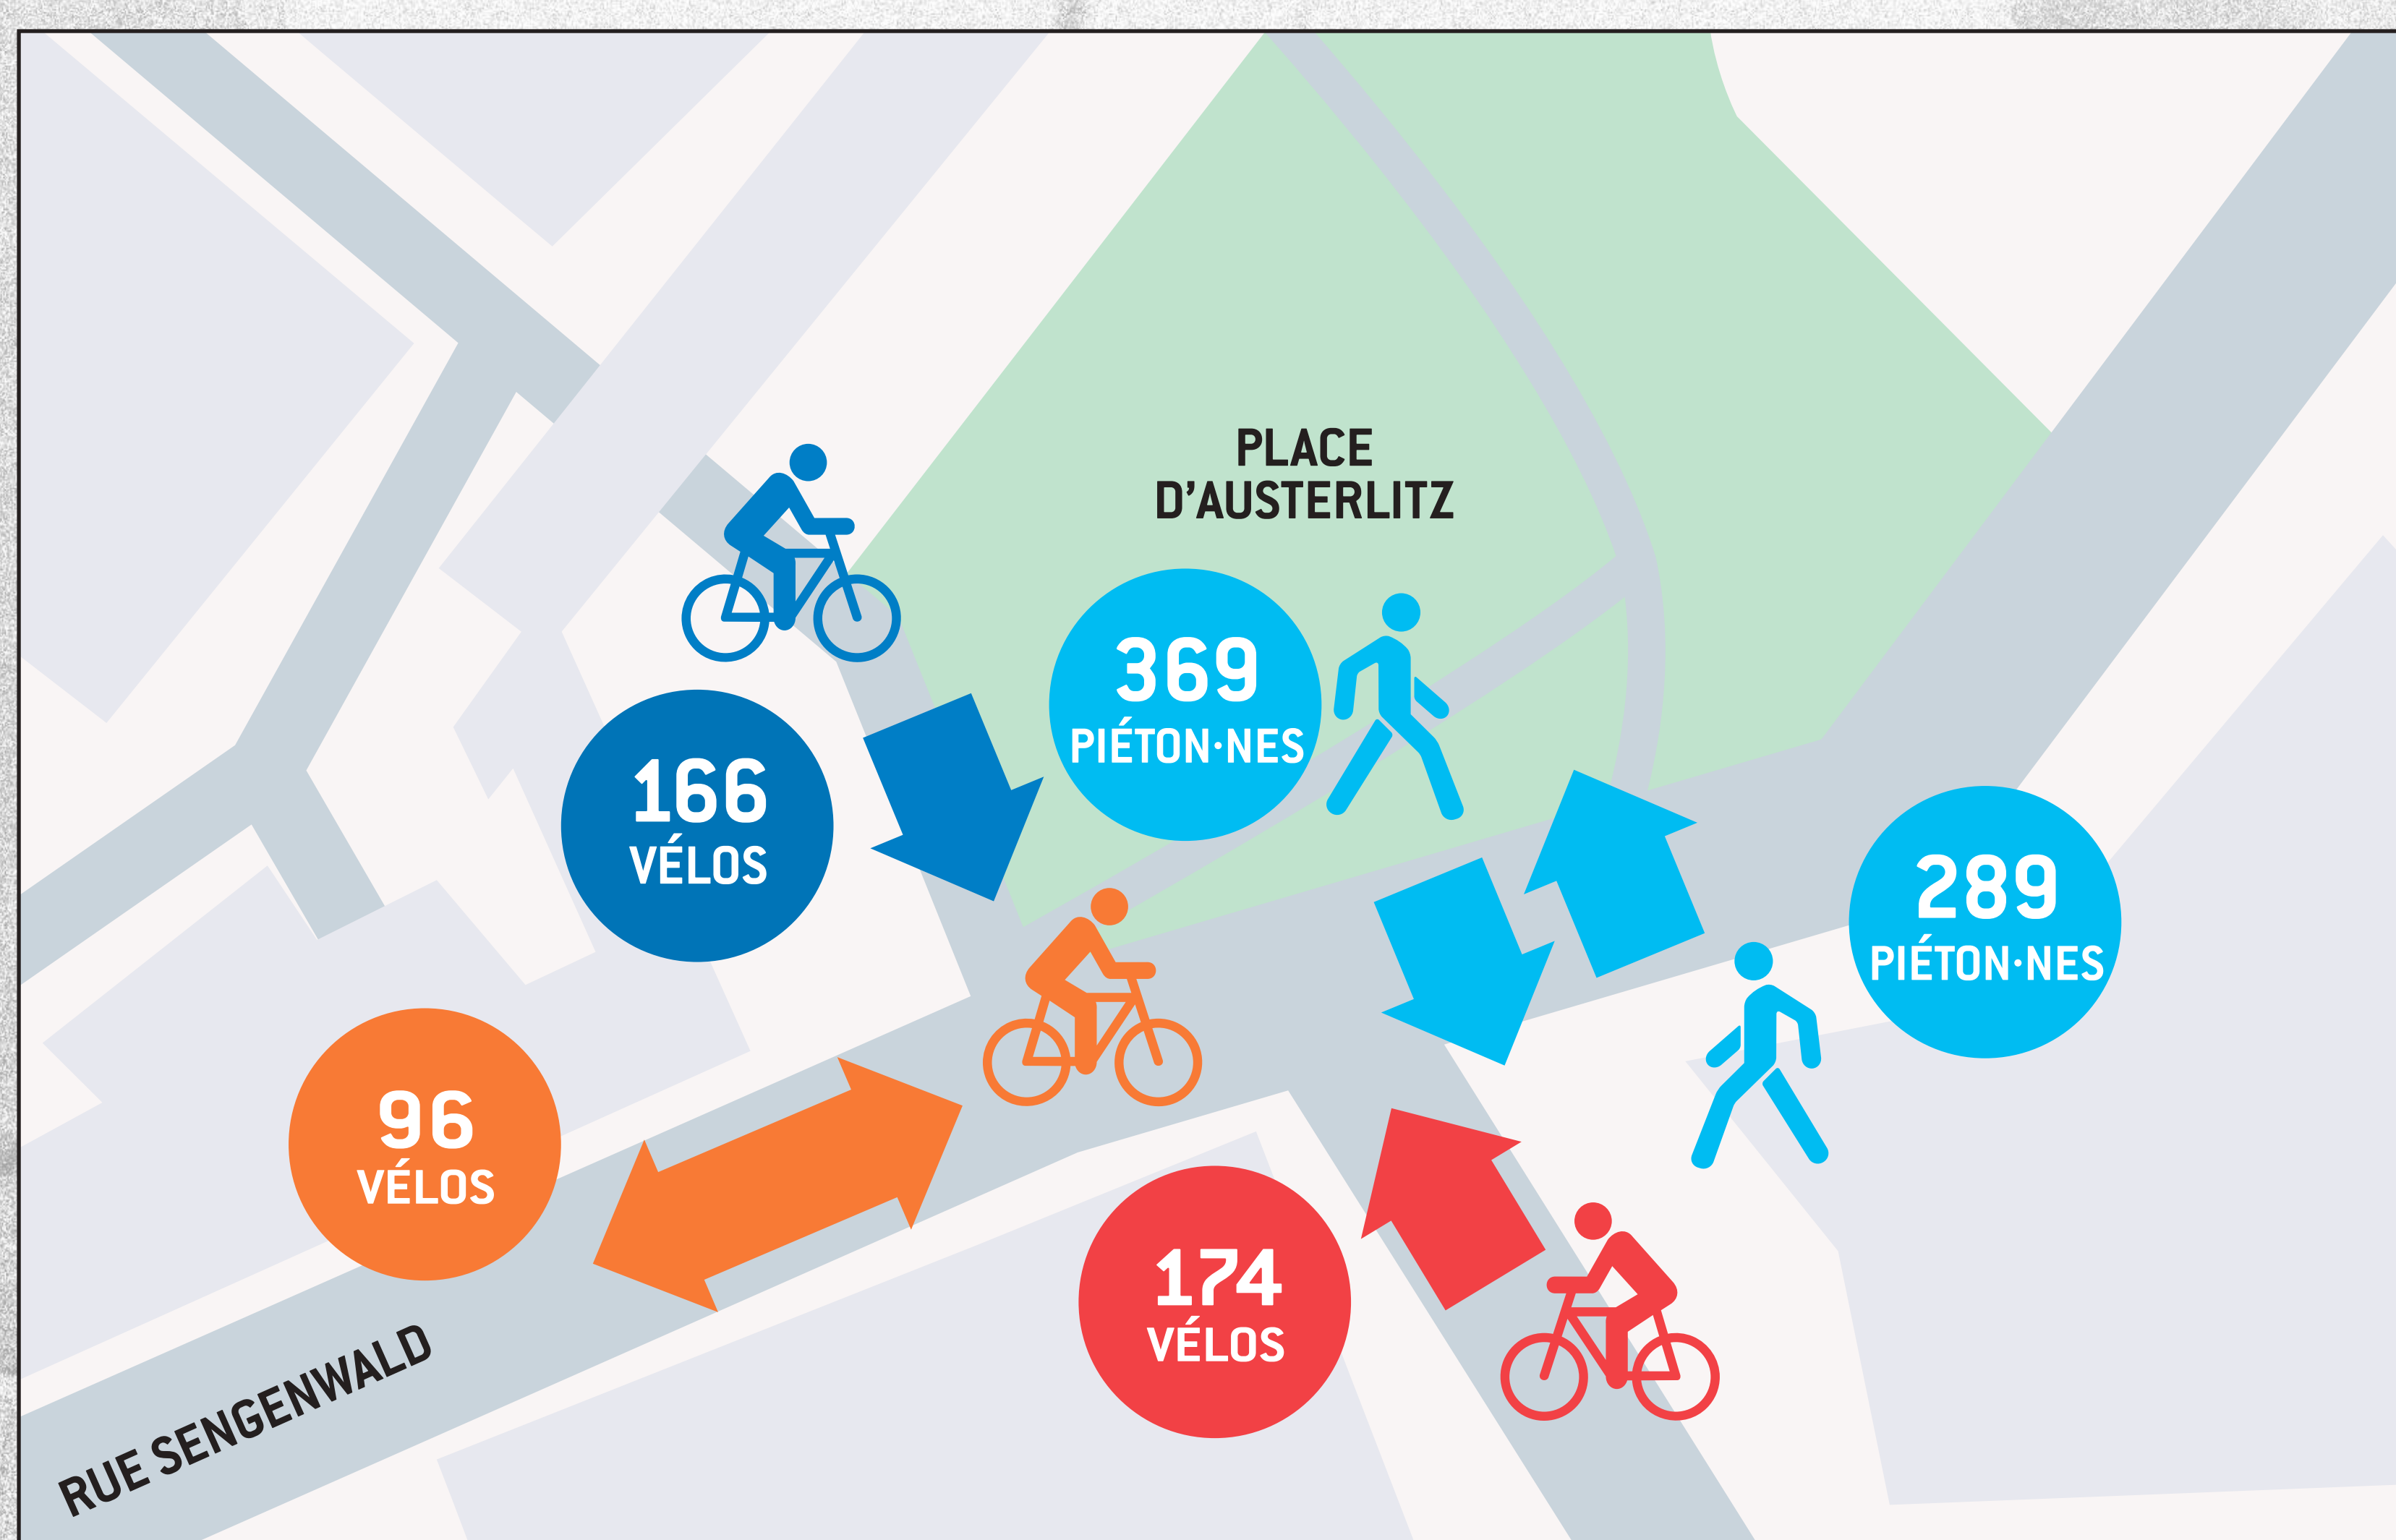 PLACE
D'AUSTERLITZ
369
PIÉTON·NES
166
VÉLOS
289
PIÉTON·NES
96
VÉLOS
174
VÉLOS
RUE SENGENWALD